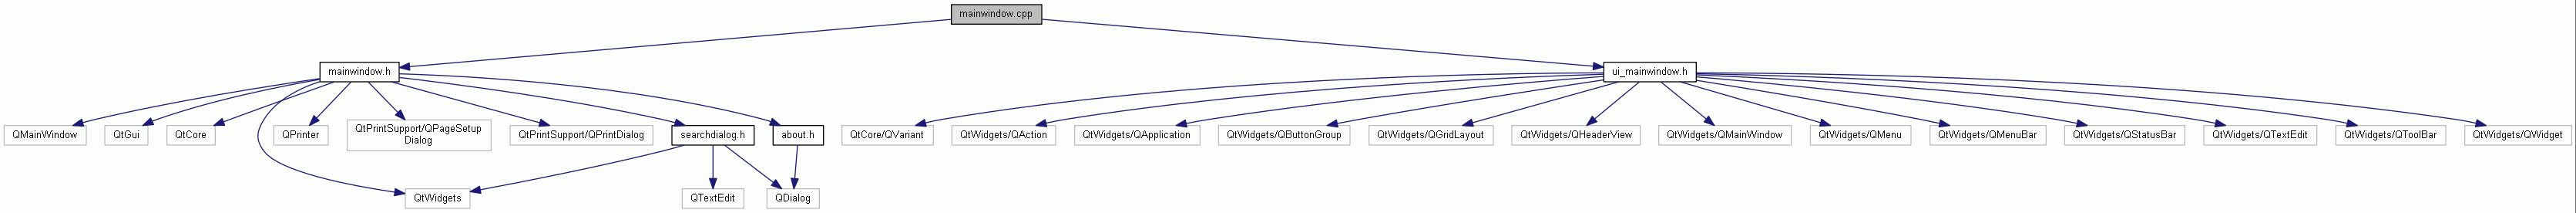 mainwindow.cpp
mainwindow.h
ui_mainwindow.h
QMainWindow
QtGui
QtCore
QPrinter
QtPrintSupport/QPageSetup
Dialog
QtPrintSupport/QPrintDialog
searchdialog.h
about.h
QtCore/QVariant
QtWidgets/QAction
QtWidgets/QApplication
QtWidgets/QButtonGroup
QtWidgets/QGridLayout
QtWidgets/QHeaderView
QtWidgets/QMainWindow
QtWidgets/QMenu
QtWidgets/QMenuBar
QtWidgets/QStatusBar
QtWidgets/QTextEdit
QtWidgets/QToolBar
QtWidgets/QWidget
QtWidgets
QTextEdit
QDialog